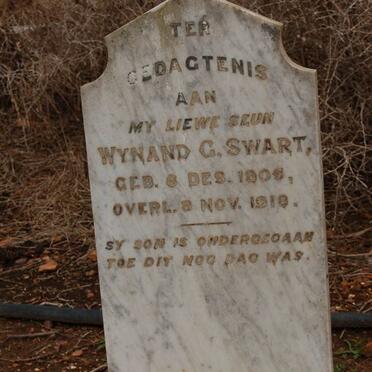 TER
GEDAGTENIS
AAN
MY LIEWE SEUN
WYNAND G. SWART,
GEB. 6 DES. 1906,
OVERL. 8 NOV. 1918.
SY SON IS ONDERGEGAAN
TOE DIT NOG DAG WAS.